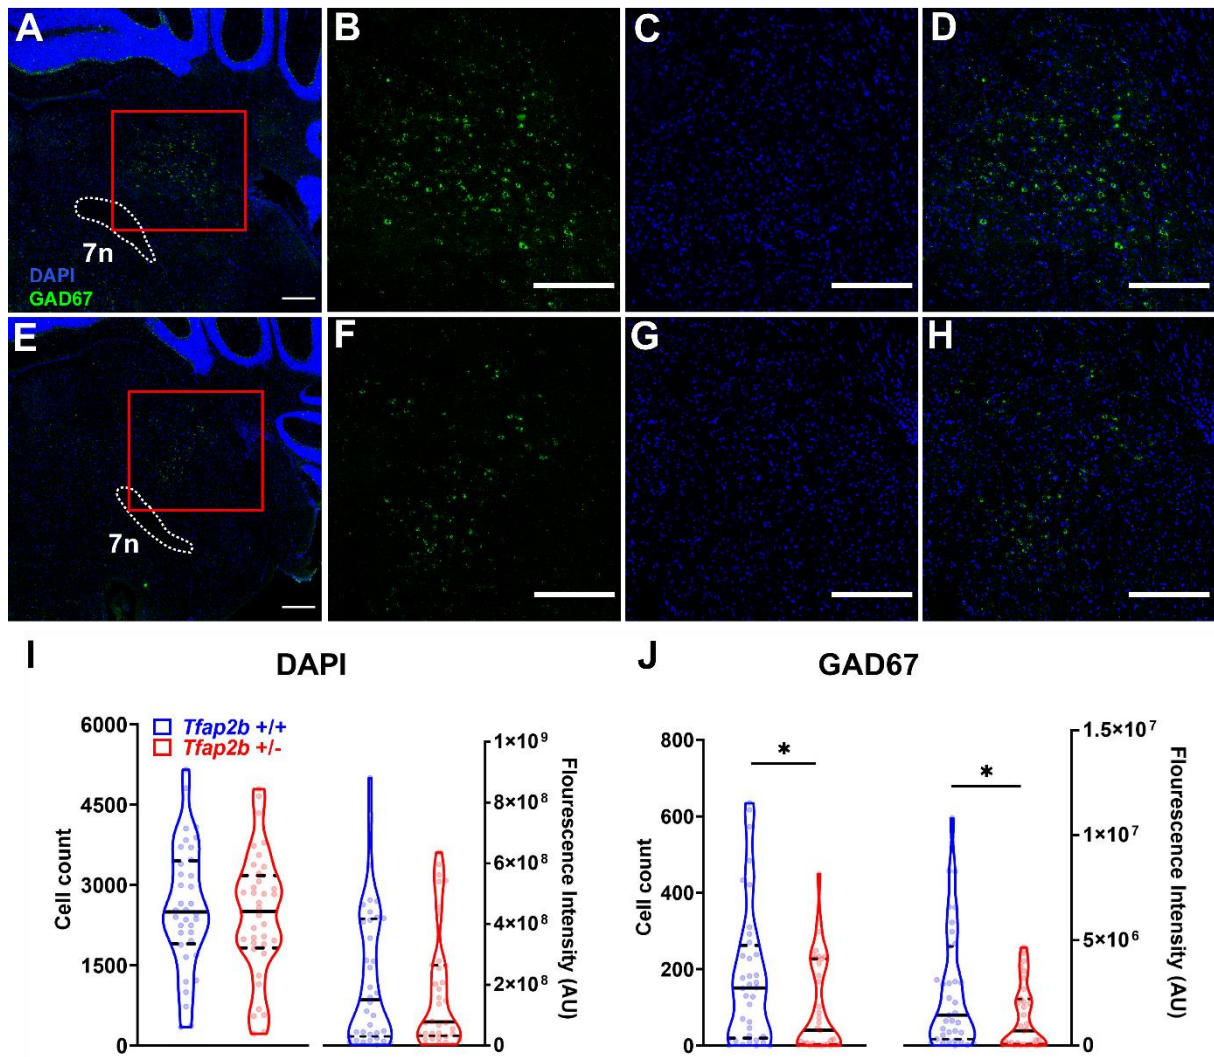 A
B
C
D
7n
DAPI
GAD67
E
F
G
H
7n
I
DAPI
J
GAD67
Tfap2b +/+
Tfap2b +/-
6000
4500
3000
1500
0
Cell count
1×10⁹
8×10⁸
6×10⁸
4×10⁸
2×10⁸
0
Flourescence Intensity (AU)
800
600
400
200
0
Cell count
*
*
1.5×10⁷
1×10⁷
5×10⁶
0
Flourescence Intensity (AU)